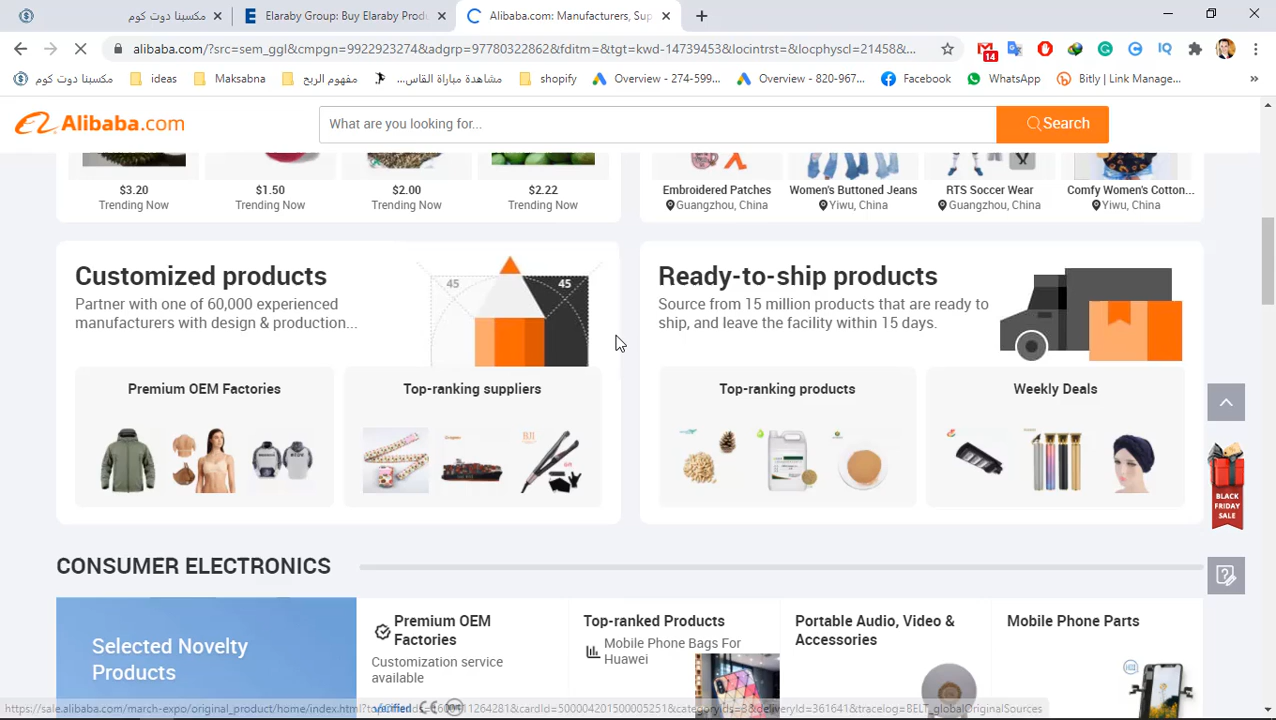 مكسبنا دوت كوم
Elaraby Group: Buy Elaraby Produ
Alibaba.com: Manufacturers, Sup
alibaba.com/?src=sem_ggl&cmpgn=9922923274&adgrp=97780322862&fditm=&tgt=kwd-14739453&locintrst=&locphyscl=21458&...
14
مكسبنا دوت كوم
ideas
Maksabna
مفهوم الربح
مشاهدة مباراة القاس...
shopify
Overview - 274-599...
Overview - 820-967...
Facebook
WhatsApp
Bitly | Link Manage...
Alibaba.com
What are you looking for...
Search
$3.20
Trending Now
$1.50
Trending Now
$2.00
Trending Now
$2.22
Trending Now
Embroidered Patches
Guangzhou, China
Women's Buttoned Jeans
Yiwu, China
RTS Soccer Wear
Guangzhou, China
Comfy Women's Cotton...
Yiwu, China
Customized products
Partner with one of 60,000 experienced
manufacturers with design & production...
45
45
Premium OEM Factories
Top-ranking suppliers
Ready-to-ship products
Source from 15 million products that are ready to
ship, and leave the facility within 15 days.
Top-ranking products
Weekly Deals
BLACK
FRIDAY
SALE
CONSUMER ELECTRONICS
Selected Novelty
Products
Premium OEM
Factories
Customization service
available
Top-ranked Products
Mobile Phone Bags For
Huawei
Portable Audio, Video &
Accessories
Mobile Phone Parts